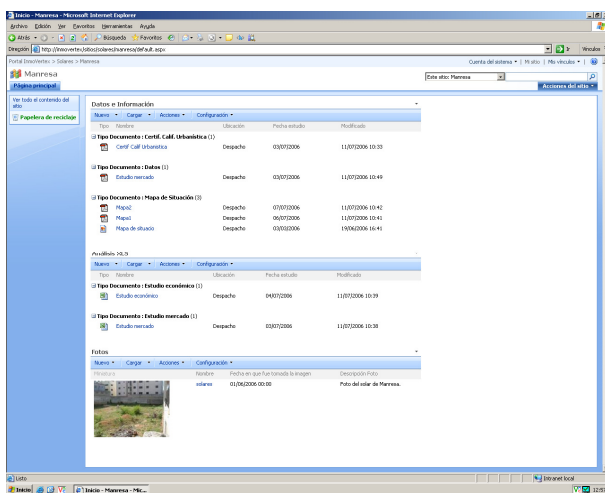 Inicio - Manresa - Microsoft Internet Explorer
Archivo Edición Ver Favoritos Herramientas Ayuda
Atrás Búsqueda Favoritos
Dirección http://innovertex/sitios/solares/manresa/default.aspx Ir Vínculos
Portal InnoVertex > Solares > Manresa Cuenta del sistema Mi sitio Mis vínculos
Manresa Este sitio: Manresa
Página principal Acciones del sitio
Ver todo el contenido del sitio
Papelera de reciclaje
Datos e Información
Nuevo Cargar Acciones Configuración
Tipo Nombre Ubicación Fecha estudio Modificado
Tipo Documento : Certif. Calif. Urbanística (1)
Certif Calif Urbanistica Despacho 03/07/2006 11/07/2006 10:33
Tipo Documento : Datos (1)
Estudio mercado Despacho 03/07/2006 11/07/2006 10:49
Tipo Documento : Mapa de Situación (3)
Mapa2 Despacho 07/07/2006 11/07/2006 10:42
Mapa1 Despacho 06/07/2006 11/07/2006 10:41
Mapa de situacio Despacho 03/03/2006 19/06/2006 16:41
Análisis XLS
Nuevo Cargar Acciones Configuración
Tipo Nombre Ubicación Fecha estudio Modificado
Tipo Documento : Estudio económico (1)
Estudio económico Despacho 04/07/2006 11/07/2006 10:39
Tipo Documento : Estudio mercado (1)
Estudio mercado Despacho 03/07/2006 11/07/2006 10:38
Fotos
Nuevo Cargar Acciones Configuración
Miniatura Nombre Fecha en que fue tomada la imagen Descripción Foto
solares 01/06/2006 00:00 Foto del solar de Manresa.
Listo Intranet local
Inicio Inicio - Manresa - Mic...